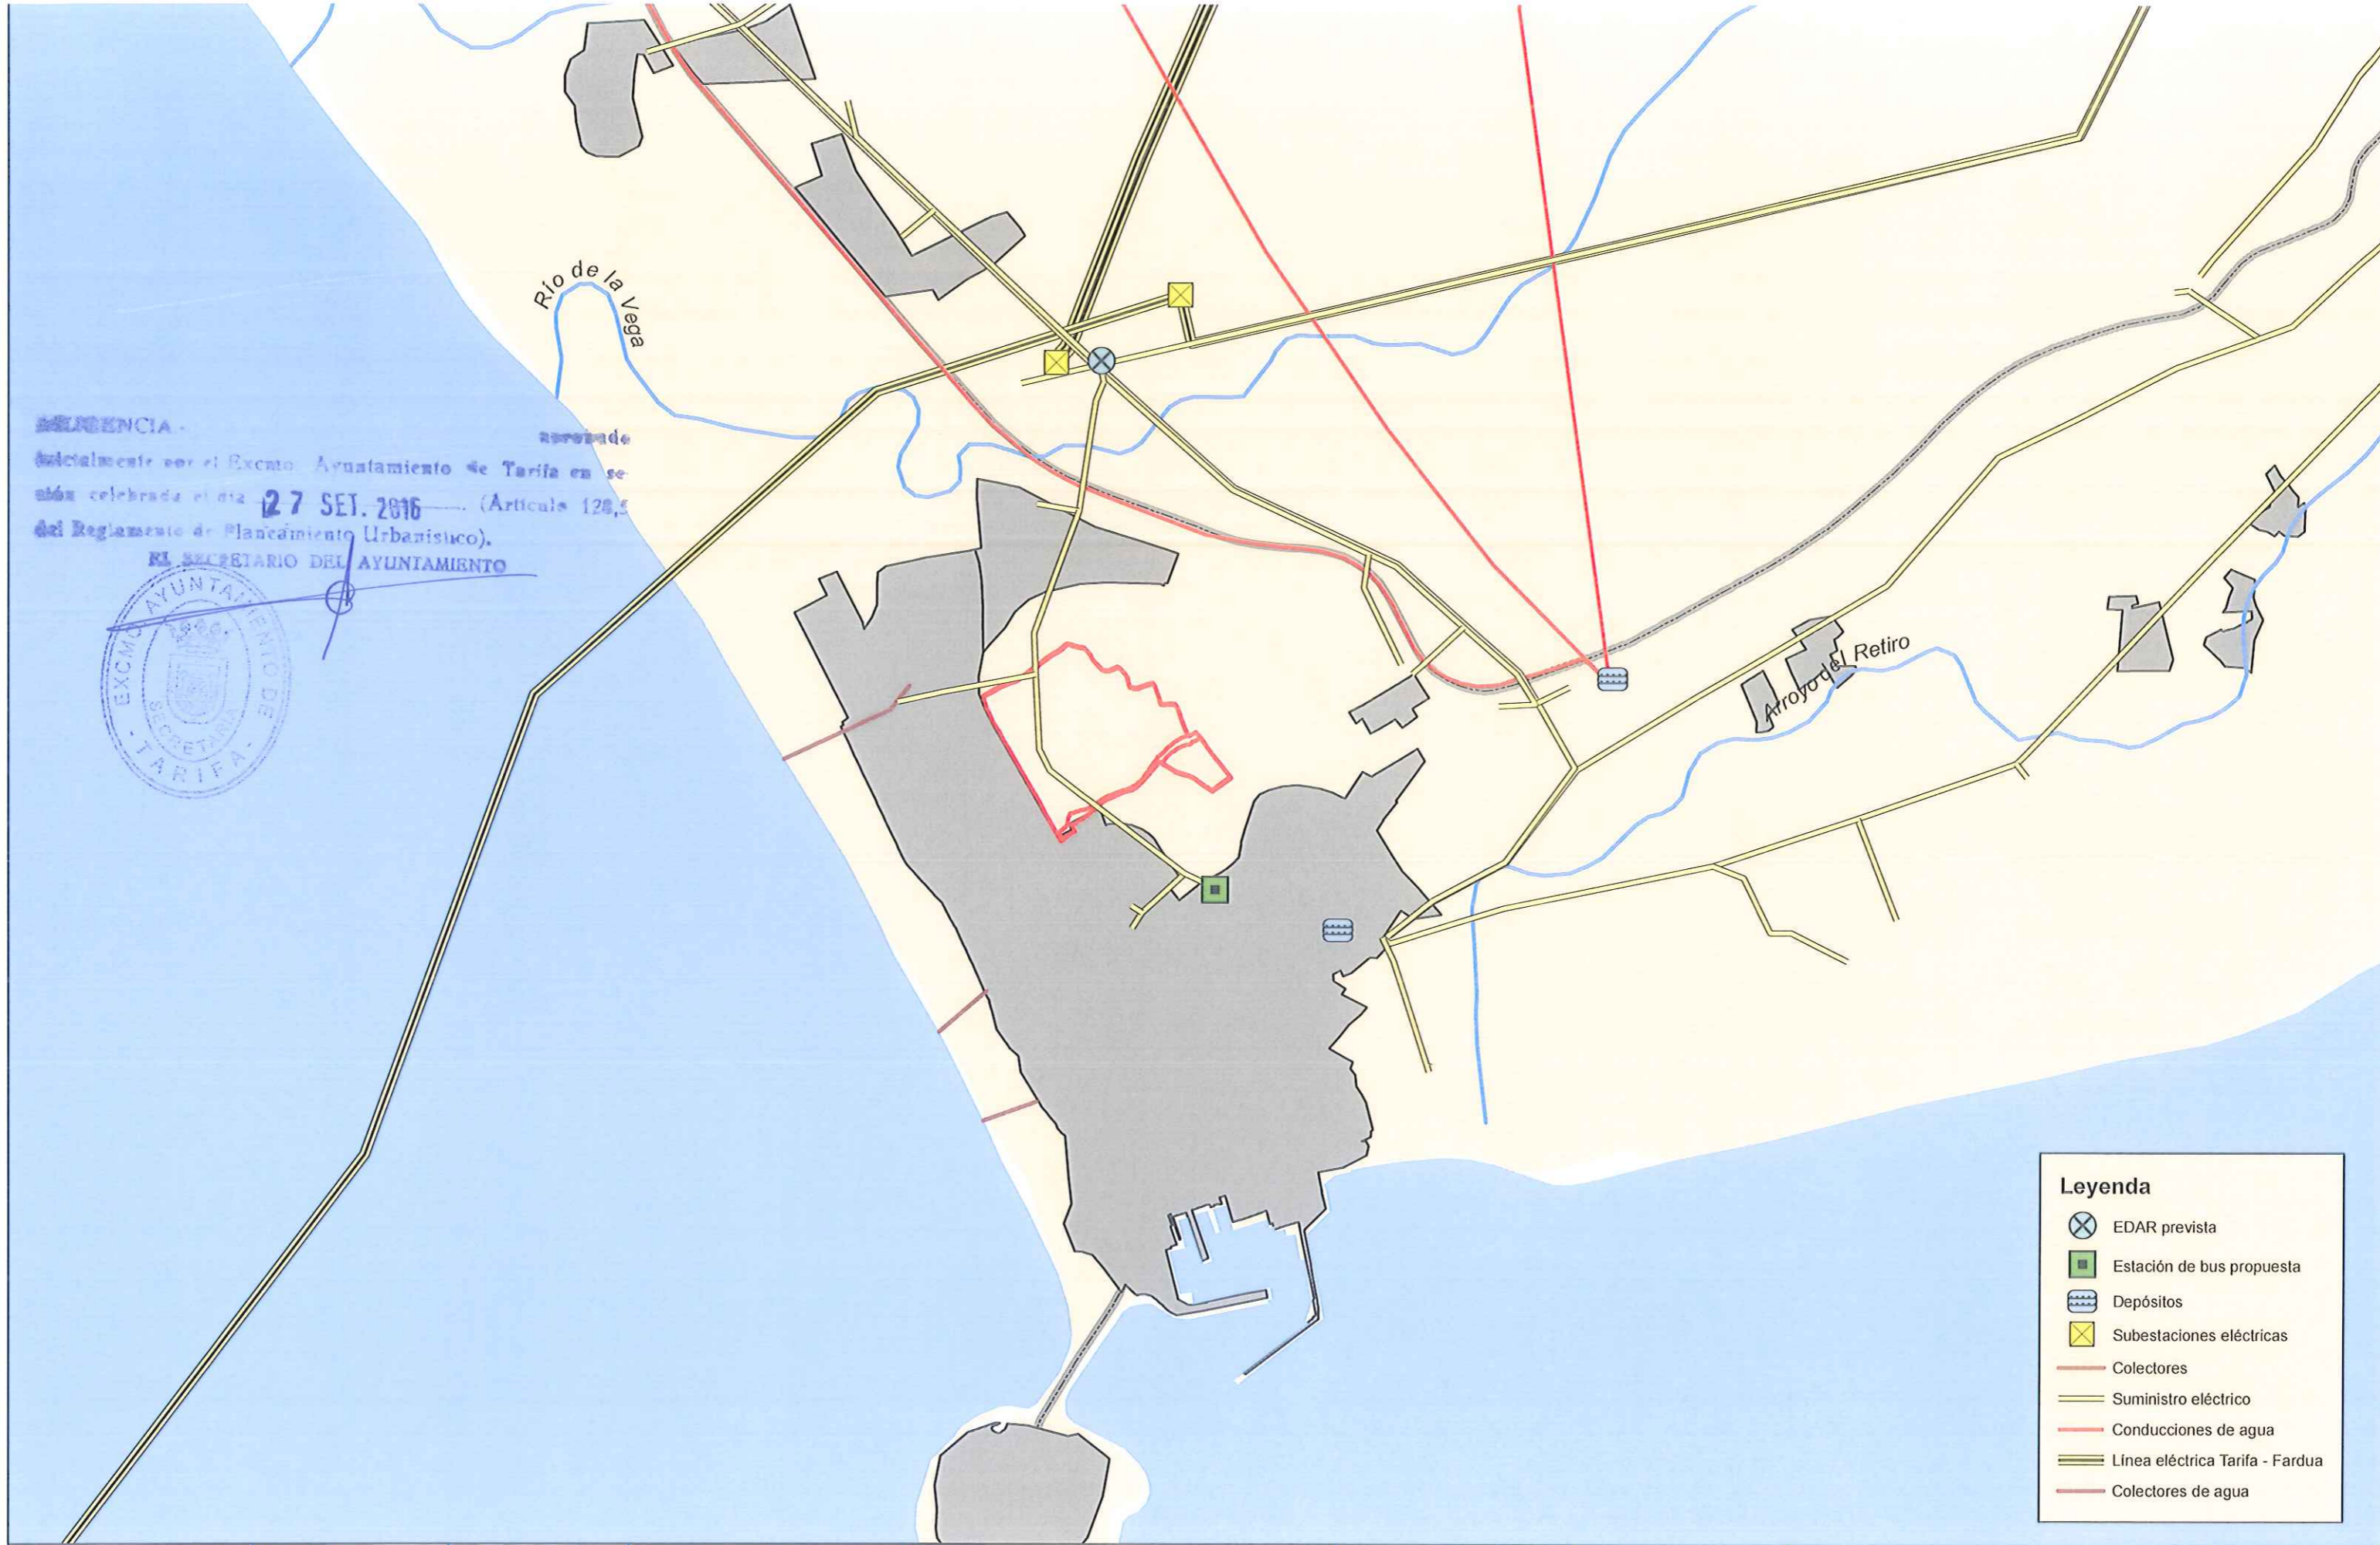 Río de la Vega
DILIGENCIA.-
aprobado
inicialmente por el Excmo. Ayuntamiento de Tarifa en se-
sión celebrada el día 27 SET. 2016 (Artículo 128,5
del Reglamento de Planeamiento Urbanístico).
EL SECRETARIO DEL AYUNTAMIENTO
EXCMO AYUNTAMIENTO DE
- TARIFA -
SECRETARIA
Arroyo del Retiro
Leyenda
EDAR prevista
Estación de bus propuesta
Depósitos
Subestaciones eléctricas
Colectores
Suministro eléctrico
Conducciones de agua
Línea eléctrica Tarifa - Fardua
Colectores de agua